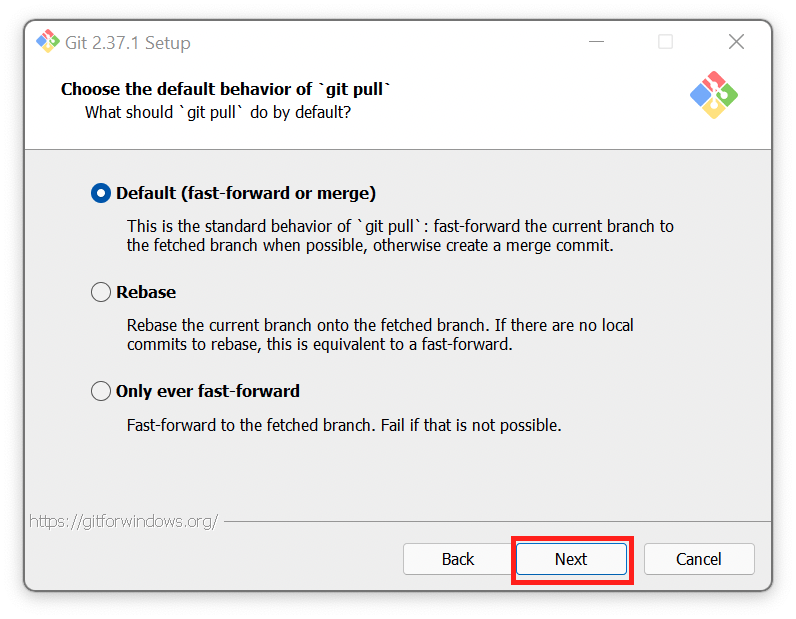 Git 2.37.1 Setup
Choose the default behavior of `git pull`
What should `git pull` do by default?
Default (fast-forward or merge)
This is the standard behavior of `git pull`: fast-forward the current branch to
the fetched branch when possible, otherwise create a merge commit.
Rebase
Rebase the current branch onto the fetched branch. If there are no local
commits to rebase, this is equivalent to a fast-forward.
Only ever fast-forward
Fast-forward to the fetched branch. Fail if that is not possible.
https://gitforwindows.org/
Back Next Cancel